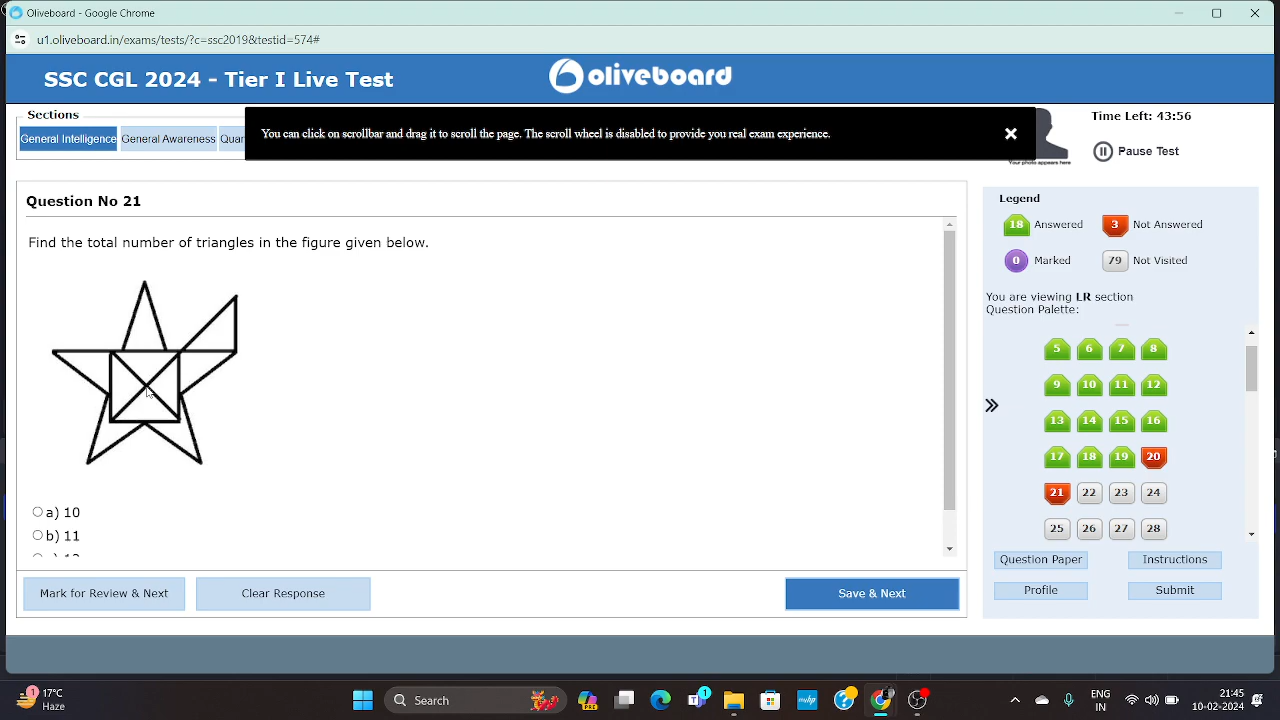 Oliveboard - Google Chrome
u1.oliveboard.in/exams/tests/?c=ssc2019&testid=574#
SSC CGL 2024 - Tier I Live Test
oliveboard
Sections
General Intelligence
General Awareness
Quar
You can click on scrollbar and drag it to scroll the page. The scroll wheel is disabled to provide you real exam experience.
Your photo appears here
Time Left: 43:56
Pause Test
Question No 21
Find the total number of triangles in the figure given below.
a) 10
b) 11
Mark for Review & Next
Clear Response
Save & Next
Legend
18 Answered
3 Not Answered
0 Marked
79 Not Visited
You are viewing LR section
Question Palette:
5 6 7 8
9 10 11 12
13 14 15 16
17 18 19 20
21 22 23 24
25 26 27 28
Question Paper
Instructions
Profile
Submit
17°C
Haze
Search
ENG
IN
21:45
10-02-2024